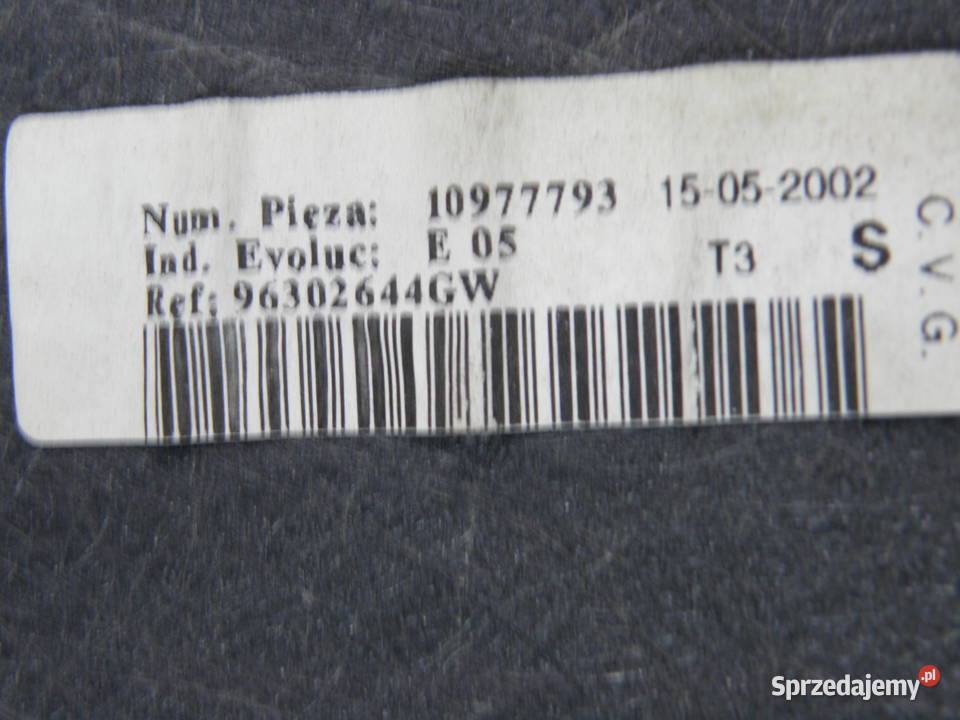 Num. Pieza: 10977793 15-05-2002
Ind. Evoluc: E 05 T3 S
Ref: 96302644GW
C.V.G.
Sprzedajemy.pl